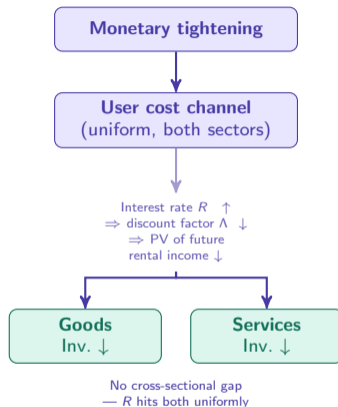 Monetary tightening
User cost channel
(uniform, both sectors)
Interest rate R ↑
⇒ discount factor Λ ↓
⇒ PV of future
rental income ↓
Goods
Inv. ↓
Services
Inv. ↓
No cross-sectional gap
— R hits both uniformly